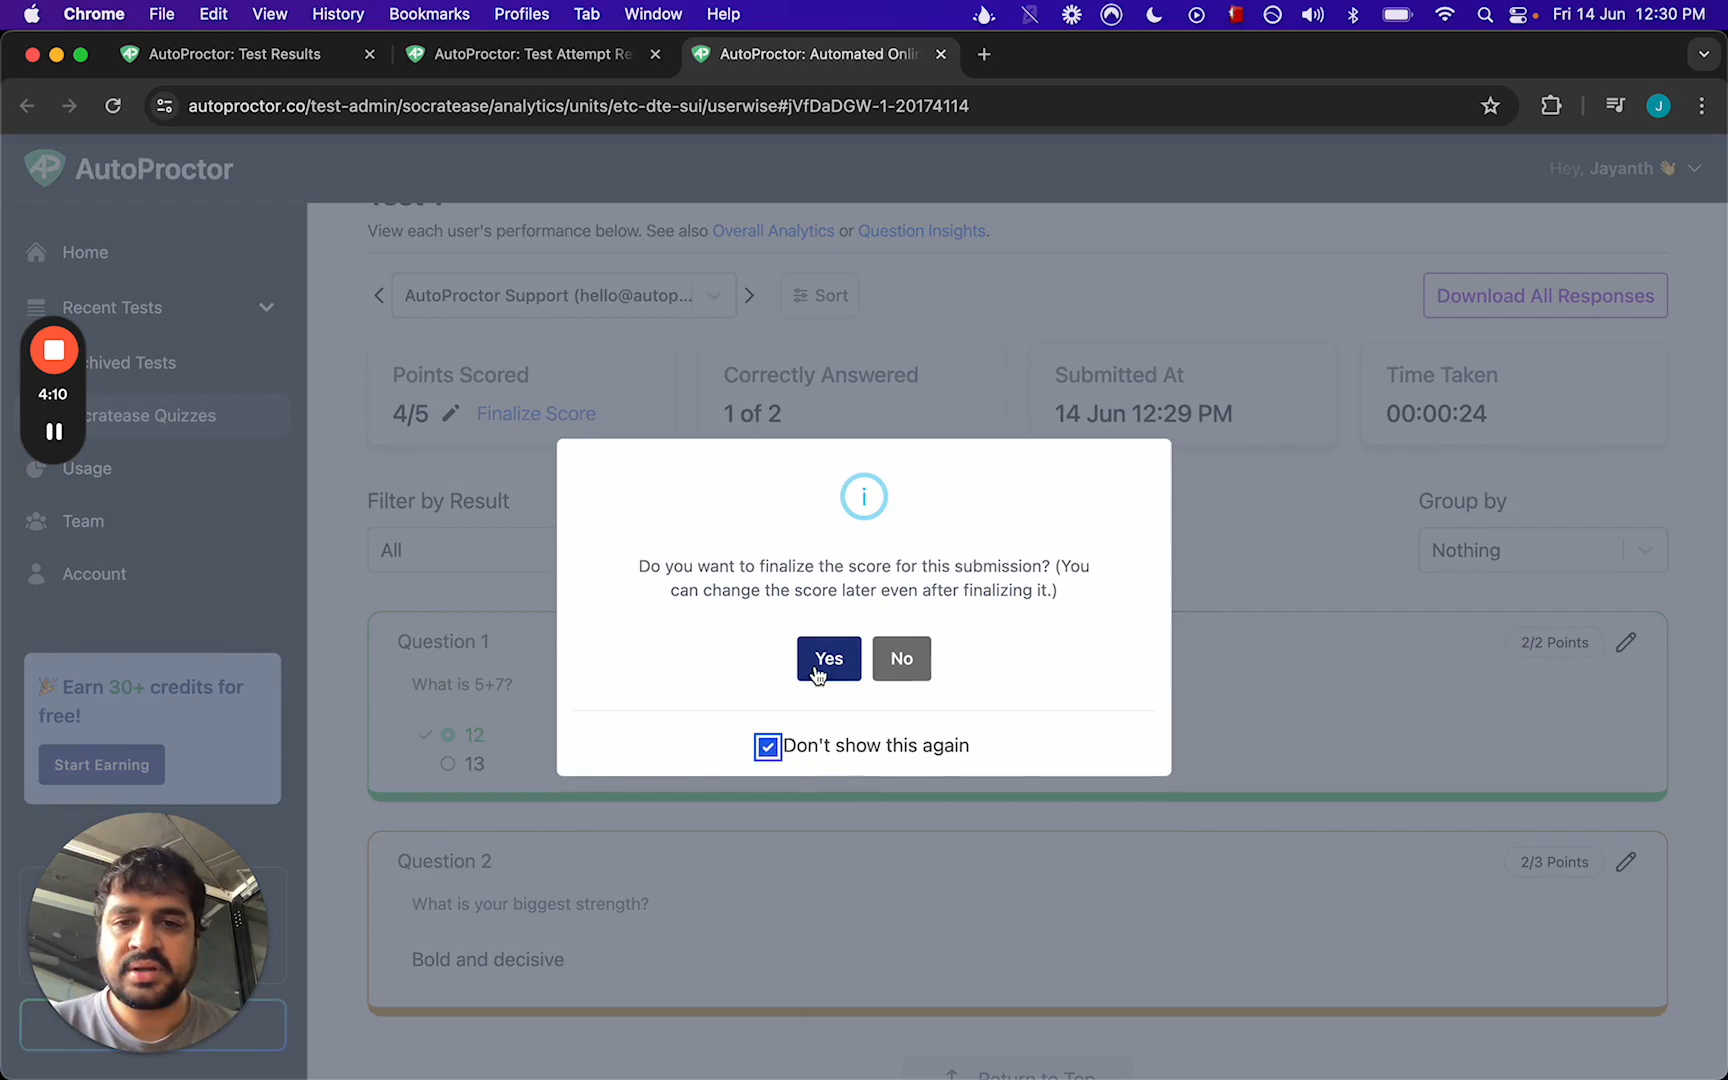 Chrome File Edit View History Bookmarks Profiles Tab Window Help Fri 14 Jun 12:30 PM
AutoProctor: Test Results AutoProctor: Test Attempt Re AutoProctor: Automated Onlin
autoproctor.co/test-admin/socratease/analytics/units/etc-dte-sui/userwise#jVfDaDGW-1-20174114 J
AP AutoProctor
Hey, Jayanth 👋
Home
Recent Tests
chived Tests
cratease Quizzes
Usage
Team
Account
4:10
🎉 Earn 30+ credits for
free!
Start Earning
View each user's performance below. See also Overall Analytics or Question Insights.
AutoProctor Support (hello@autop...
Sort
Download All Responses
Points Scored
4/5 Finalize Score
Correctly Answered
1 of 2
Submitted At
14 Jun 12:29 PM
Time Taken
00:00:24
Filter by Result
All
Group by
Nothing
i
Do you want to finalize the score for this submission? (You
can change the score later even after finalizing it.)
Yes No
Don't show this again
Question 1
2/2 Points
What is 5+7?
12
13
Question 2
2/3 Points
What is your biggest strength?
Bold and decisive
Return to Top